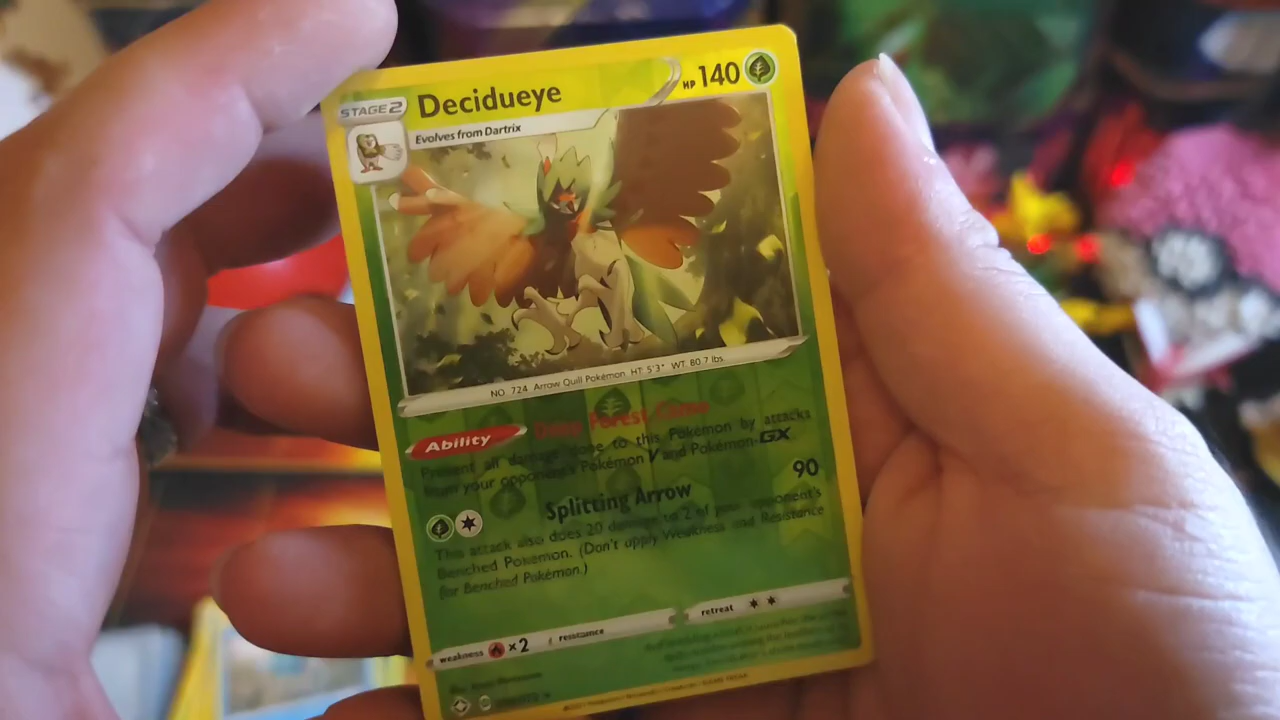 STAGE 2
Decidueye
HP 140
Evolves from Dartrix
NO. 724 Arrow Quill Pokémon HT: 5'3" WT: 80.7 lbs.
Ability Deep Forest Camo
Prevent all damage done to this Pokémon by attacks
from your opponent's Pokémon V and Pokémon-GX
Splitting Arrow 90
This attack also does 20 damage to 2 of your opponent's
Benched Pokémon. (Don't apply Weakness and Resistance
for Benched Pokémon.)
weakness ×2 resistance retreat